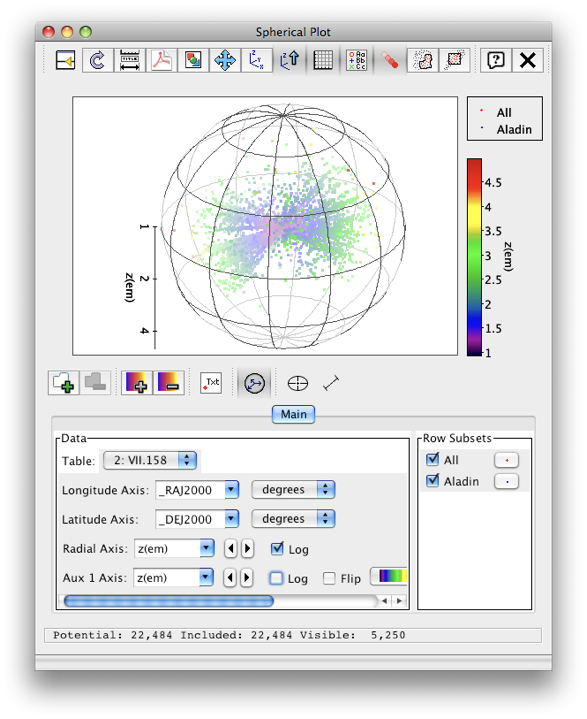 Spherical Plot
All
Aladin
1
2
4
z(em)
4.5
4
3.5
3
2.5
2
1.5
1
z(em)
Txt
Main
Data
Table: 2: VII.158
Longitude Axis: _RAJ2000 degrees
Latitude Axis: _DEJ2000 degrees
Radial Axis: z(em) Log
Aux 1 Axis: z(em) Log Flip
Row Subsets
All
Aladin
Potential: 22,484 Included: 22,484 Visible: 5,250